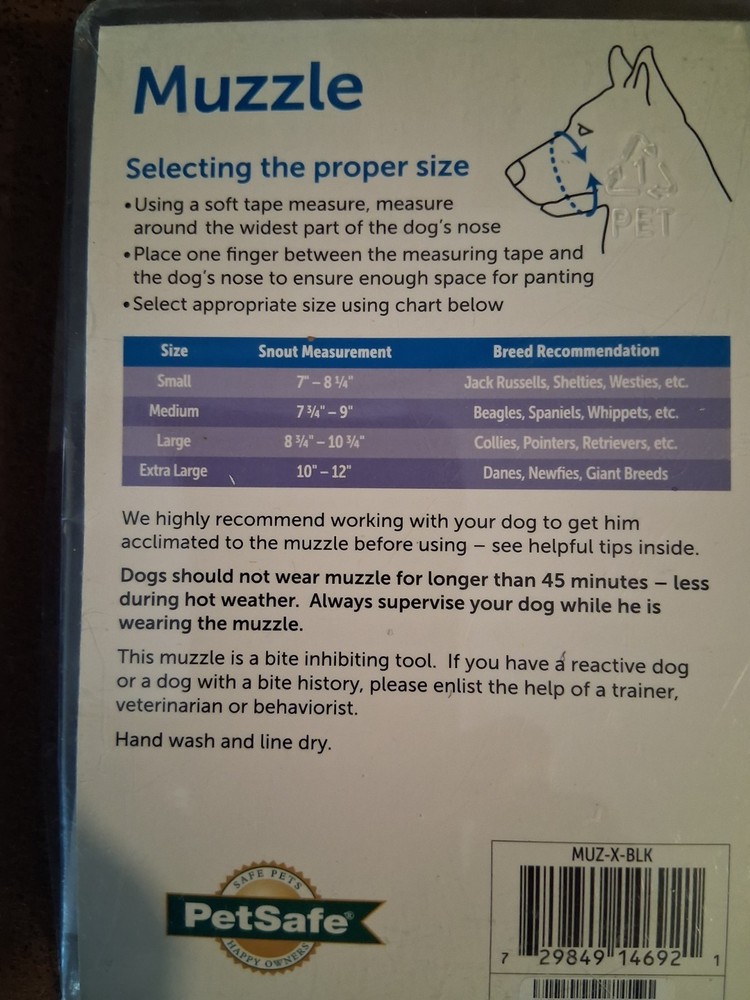 Muzzle
Selecting the proper size
• Using a soft tape measure, measure
around the widest part of the dog's nose
• Place one finger between the measuring tape and
the dog's nose to ensure enough space for panting
• Select appropriate size using chart below
1
PET
Size Snout Measurement Breed Recommendation
Small 7" – 8 1/4" Jack Russells, Shelties, Westies, etc.
Medium 7 3/4" – 9" Beagles, Spaniels, Whippets, etc.
Large 8 3/4" – 10 3/4" Collies, Pointers, Retrievers, etc.
Extra Large 10" – 12" Danes, Newfies, Giant Breeds
We highly recommend working with your dog to get him
acclimated to the muzzle before using – see helpful tips inside.
Dogs should not wear muzzle for longer than 45 minutes – less
during hot weather. Always supervise your dog while he is
wearing the muzzle.
This muzzle is a bite inhibiting tool. If you have a reactive dog
or a dog with a bite history, please enlist the help of a trainer,
veterinarian or behaviorist.
Hand wash and line dry.
SAFE PETS
PetSafe®
HAPPY OWNERS
MUZ-X-BLK
7 29849 14692 1